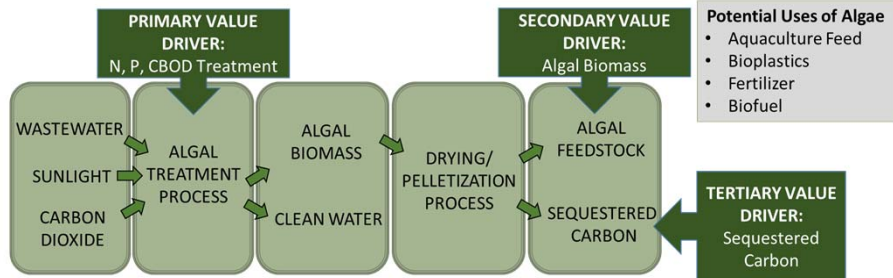 PRIMARY VALUE
DRIVER:
N, P, CBOD Treatment
SECONDARY VALUE
DRIVER:
Algal Biomass
Potential Uses of Algae
• Aquaculture Feed
• Bioplastics
• Fertilizer
• Biofuel
WASTEWATER
SUNLIGHT
CARBON
DIOXIDE
ALGAL
TREATMENT
PROCESS
ALGAL
BIOMASS
CLEAN WATER
DRYING/
PELLETIZATION
PROCESS
ALGAL
FEEDSTOCK
SEQUESTERED
CARBON
TERTIARY VALUE
DRIVER:
Sequestered
Carbon